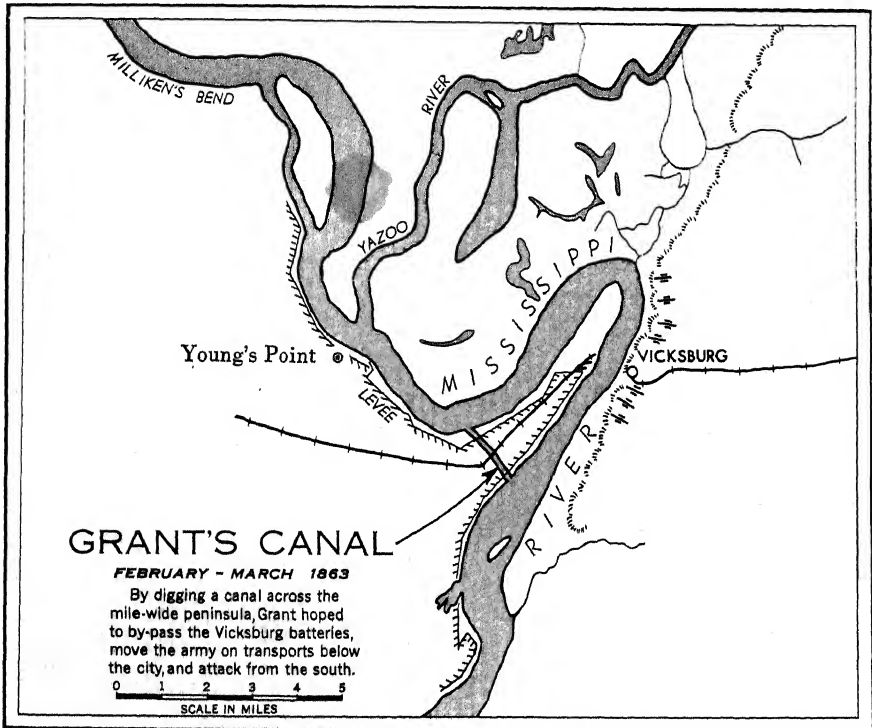 MILLIKEN'S BEND
RIVER
YAZOO
MISSISSIPPI
Young's Point
VICKSBURG
LEVEE
RIVER
GRANT'S CANAL
FEBRUARY - MARCH 1863
By digging a canal across the
mile-wide peninsula, Grant hoped
to by-pass the Vicksburg batteries,
move the army on transports below
the city, and attack from the south.
0 1 2 3 4 5
SCALE IN MILES